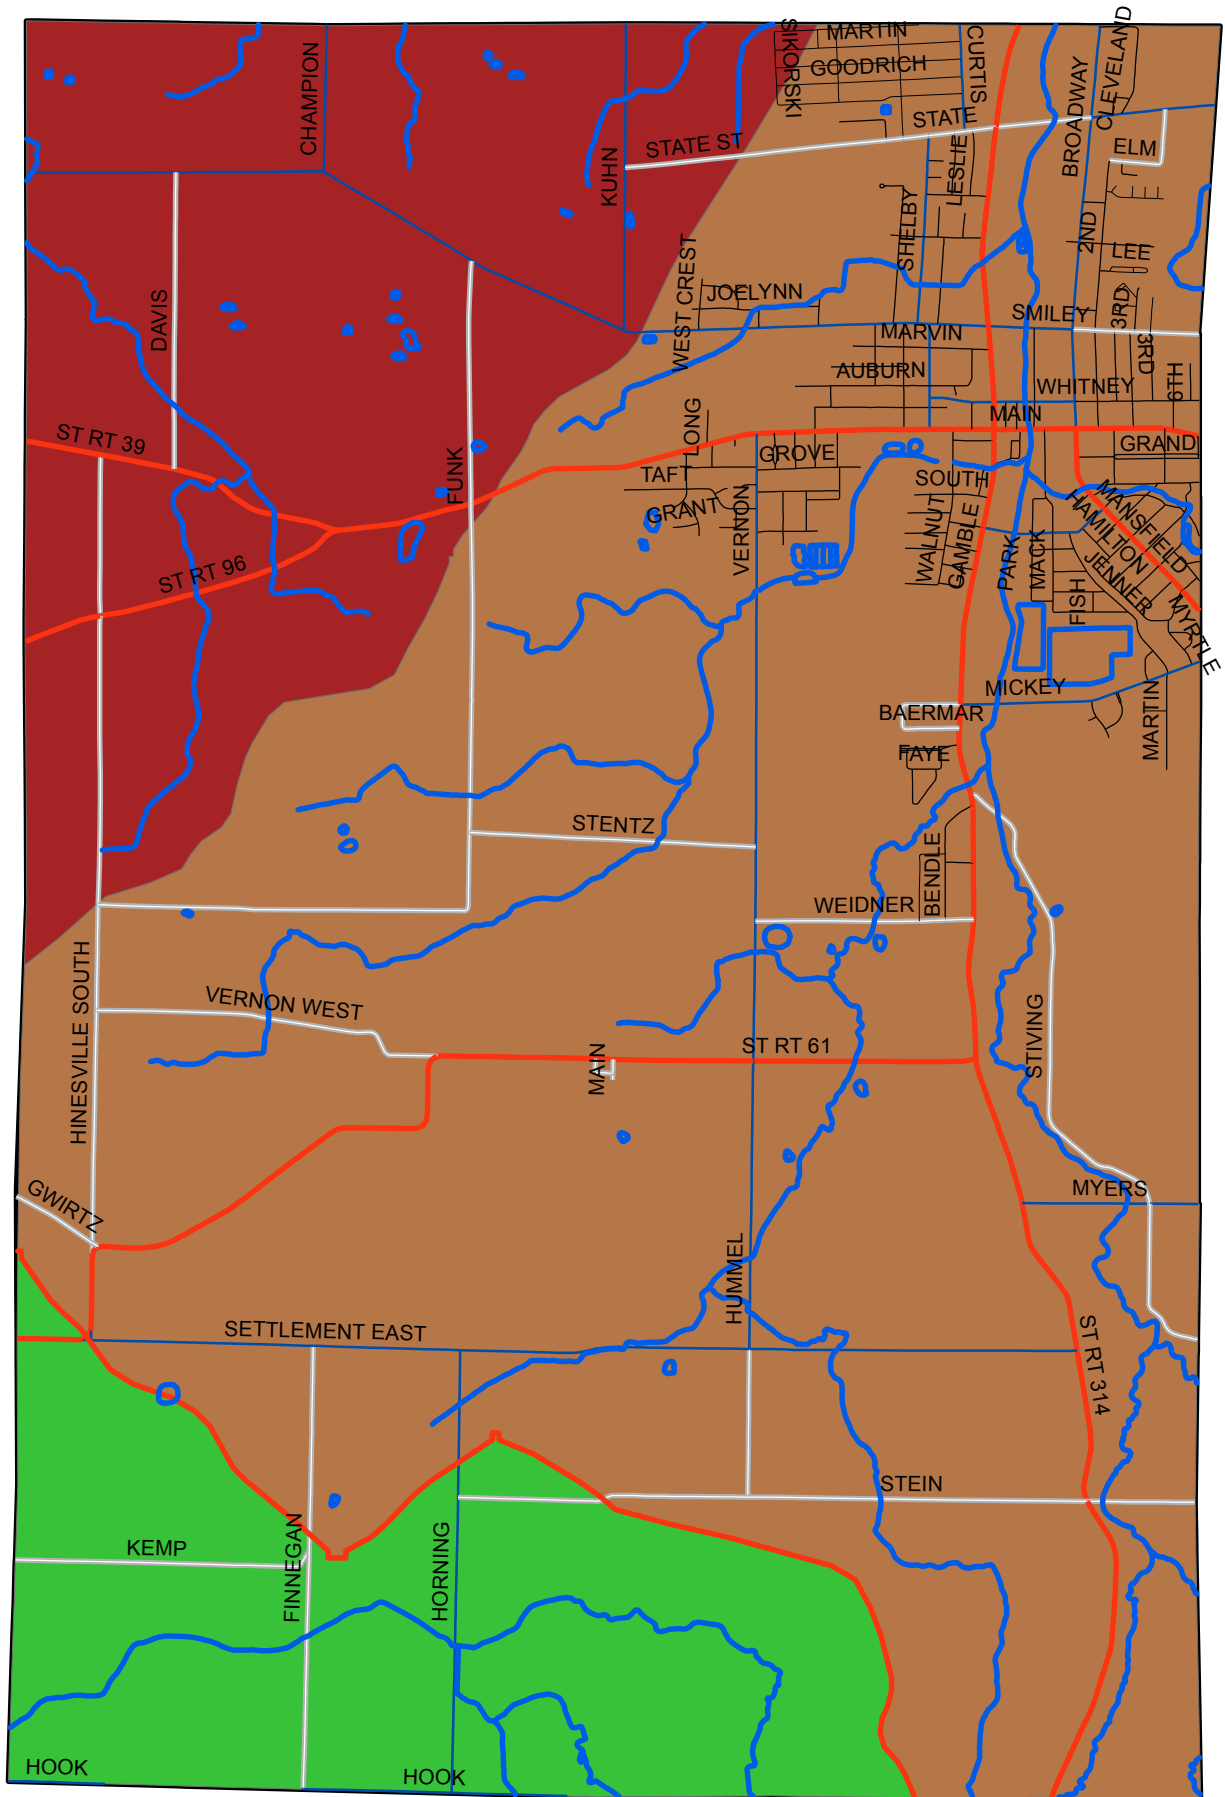 CLEVELAND
SIKORSKI
MARTIN
CURTIS
GOODRICH
CHAMPION
BROADWAY
STATE
STATE ST
ELM
LESLIE
KUHN
SHELBY
2ND
LEE
WEST CREST
JOELYNN
DAVIS
3RD
SMILEY
MARVIN
3RD
AUBURN
WHITNEY
6TH
LONG
MAIN
ST RT 39
GRAND
GROVE
FUNK
TAFT
SOUTH
GRANT
VERNON
WALNUT
GAMBLE
PARK
MACK
HAMILTON
MANSFIELD
JENNER
ST RT 96
FISH
MYRTLE
MICKEY
MARTIN
BAERMAR
FAYE
STENTZ
BENDLE
WEIDNER
HINESVILLE SOUTH
VERNON WEST
STIVING
ST RT 61
MAIN
GWIRTZ
MYERS
HUMMEL
SETTLEMENT EAST
ST RT 314
STEIN
KEMP
FINNEGAN
HORNING
HOOK
HOOK